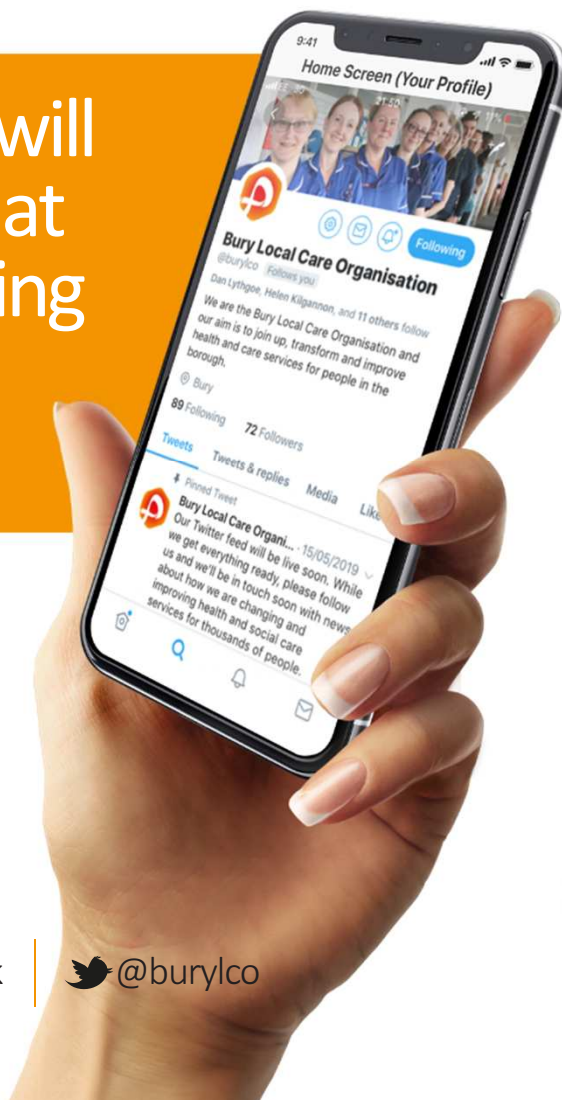 will
at
ing
9:41
Home Screen (Your Profile)
21:50
11%
Following
Bury Local Care Organisation
@burylco Follows you
Dan Lythgoe, Helen Kilgannon, and 11 others follow
We are the Bury Local Care Organisation and
our aim is to join up, transform and improve
health and care services for people in the
borough.
Bury
89 Following 72 Followers
Tweets Tweets & replies Media Like
Pinned Tweet
Bury Local Care Organi... · 15/05/2019
Our Twitter feed will be live soon. While
we get everything ready, please follow
us and we'll be in touch soon with news
about how we are changing and
improving health and social care
services for thousands of people.
k
@burylco